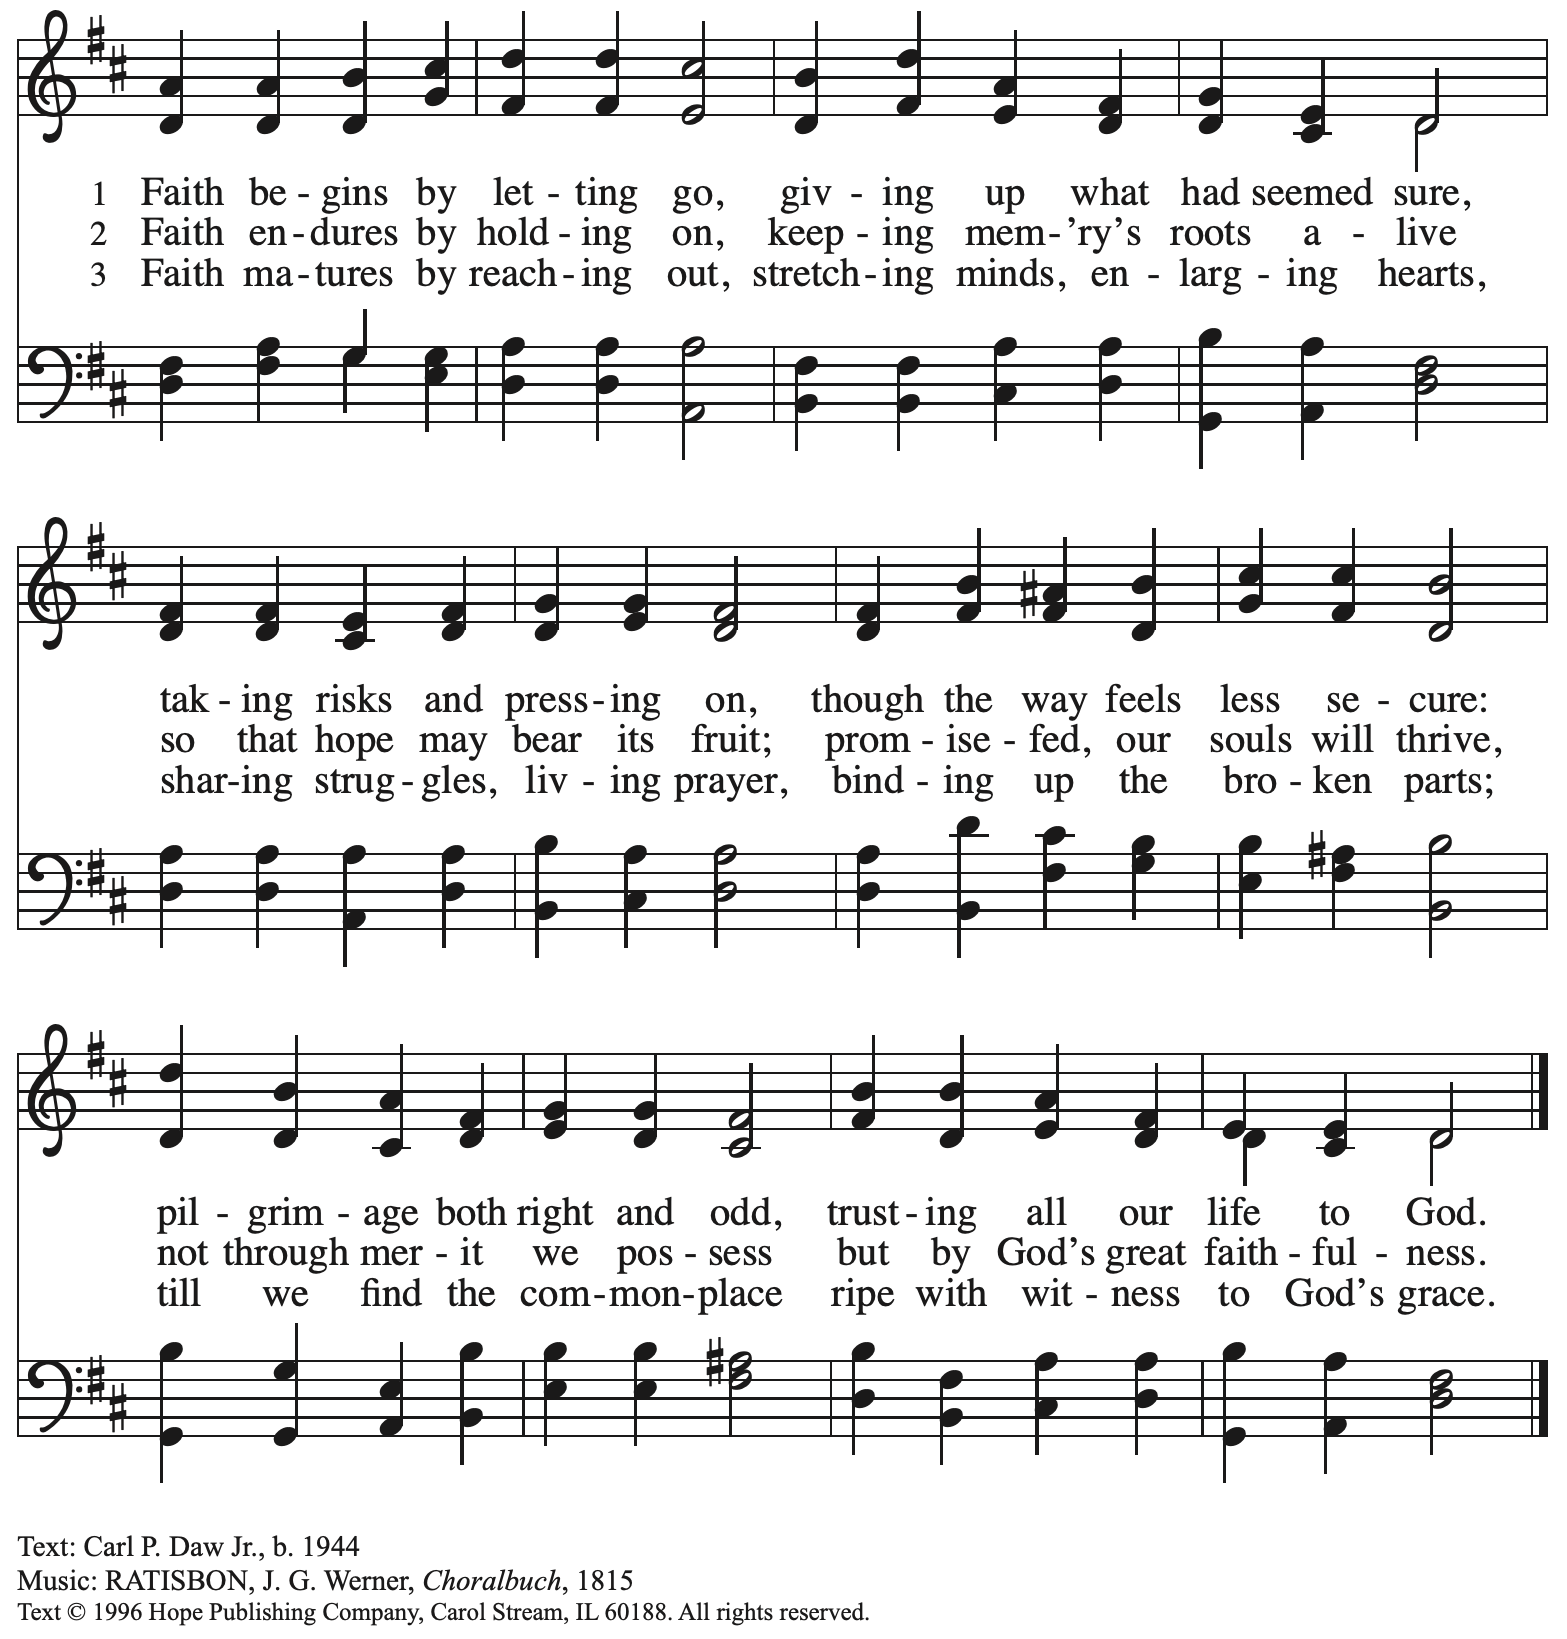 1 Faith be - gins by let - ting go, giv - ing up what had seemed sure,
2 Faith en - dures by hold - ing on, keep - ing mem - ’ry’s roots a - live
3 Faith ma - tures by reach - ing out, stretch - ing minds, en - larg - ing hearts,
tak - ing risks and press - ing on, though the way feels less se - cure:
so that hope may bear its fruit; prom - ise - fed, our souls will thrive,
shar - ing strug - gles, liv - ing prayer, bind - ing up the bro - ken parts;
pil - grim - age both right and odd, trust - ing all our life to God.
not through mer - it we pos - sess but by God’s great faith - ful - ness.
till we find the com - mon - place ripe with wit - ness to God’s grace.
Text: Carl P. Daw Jr., b. 1944
Music: RATISBON, J. G. Werner, Choralbuch, 1815
Text © 1996 Hope Publishing Company, Carol Stream, IL 60188. All rights reserved.